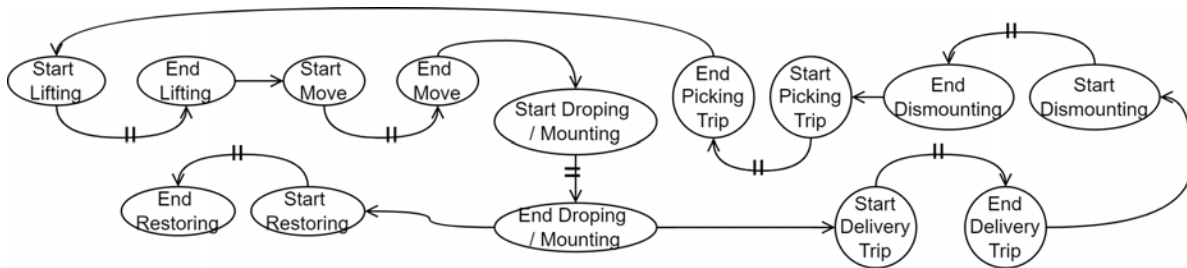 Start
Lifting
End
Lifting
Start
Move
End
Move
Start Droping
/ Mounting
End
Picking
Trip
Start
Picking
Trip
End
Dismounting
Start
Dismounting
End
Restoring
Start
Restoring
End Droping
/ Mounting
Start
Delivery
Trip
End
Delivery
Trip